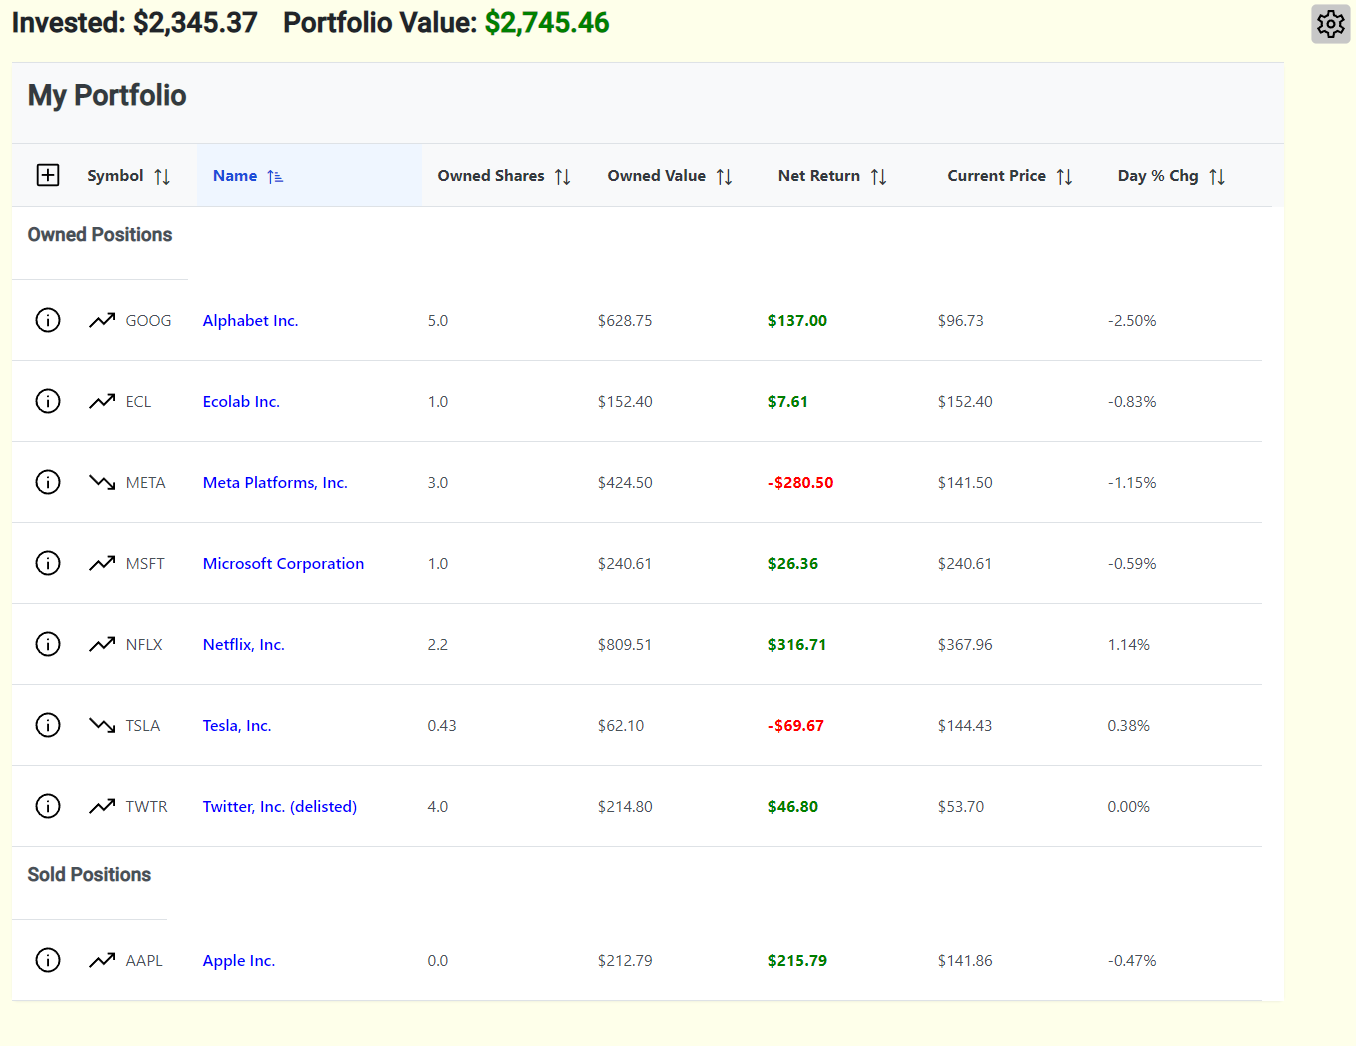 Invested: $2,345.37 Portfolio Value: $2,745.46
My Portfolio
Symbol Name Owned Shares Owned Value Net Return Current Price Day % Chg
Owned Positions
GOOG Alphabet Inc. 5.0 $628.75 $137.00 $96.73 -2.50%
ECL Ecolab Inc. 1.0 $152.40 $7.61 $152.40 -0.83%
META Meta Platforms, Inc. 3.0 $424.50 -$280.50 $141.50 -1.15%
MSFT Microsoft Corporation 1.0 $240.61 $26.36 $240.61 -0.59%
NFLX Netflix, Inc. 2.2 $809.51 $316.71 $367.96 1.14%
TSLA Tesla, Inc. 0.43 $62.10 -$69.67 $144.43 0.38%
TWTR Twitter, Inc. (delisted) 4.0 $214.80 $46.80 $53.70 0.00%
Sold Positions
AAPL Apple Inc. 0.0 $212.79 $215.79 $141.86 -0.47%